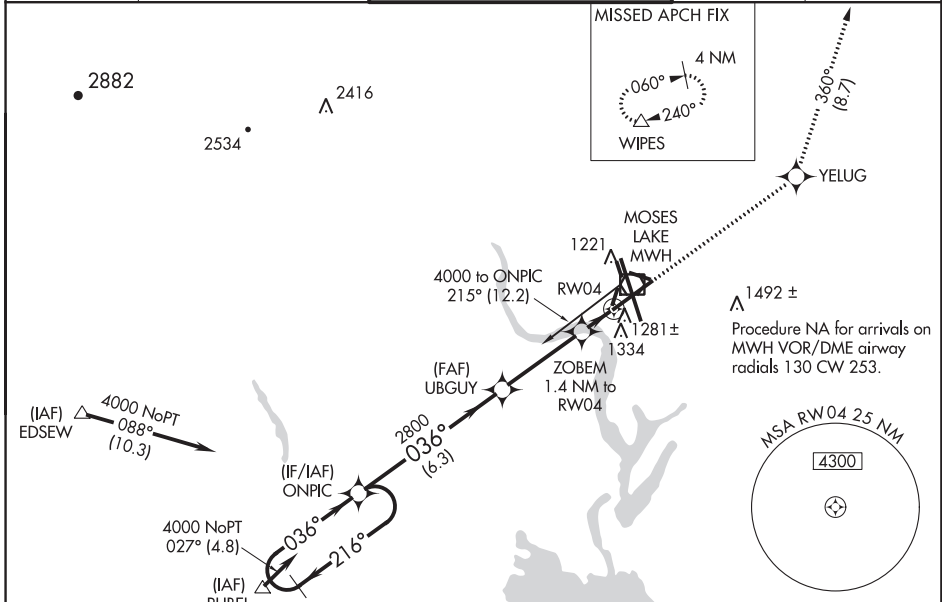 MISSED APCH FIX
4 NM
060°
240°
WIPES
360°
(8.7)
2882
2416
2534
YELUG
MOSES
LAKE
MWH
1221
4000 to ONPIC
215° (12.2)
RW04
1492 ±
1281±
1334
Procedure NA for arrivals on
MWH VOR/DME airway
radials 130 CW 253.
ZOBEM
1.4 NM to
RW04
(FAF)
UBGUY
(IAF)
EDSEW
4000 NoPT
088°
(10.3)
2800
036°
(6.3)
MSA RW04 25 NM
4300
(IF/IAF)
ONPIC
4000 NoPT
027° (4.8)
036°
216°
(IAF)